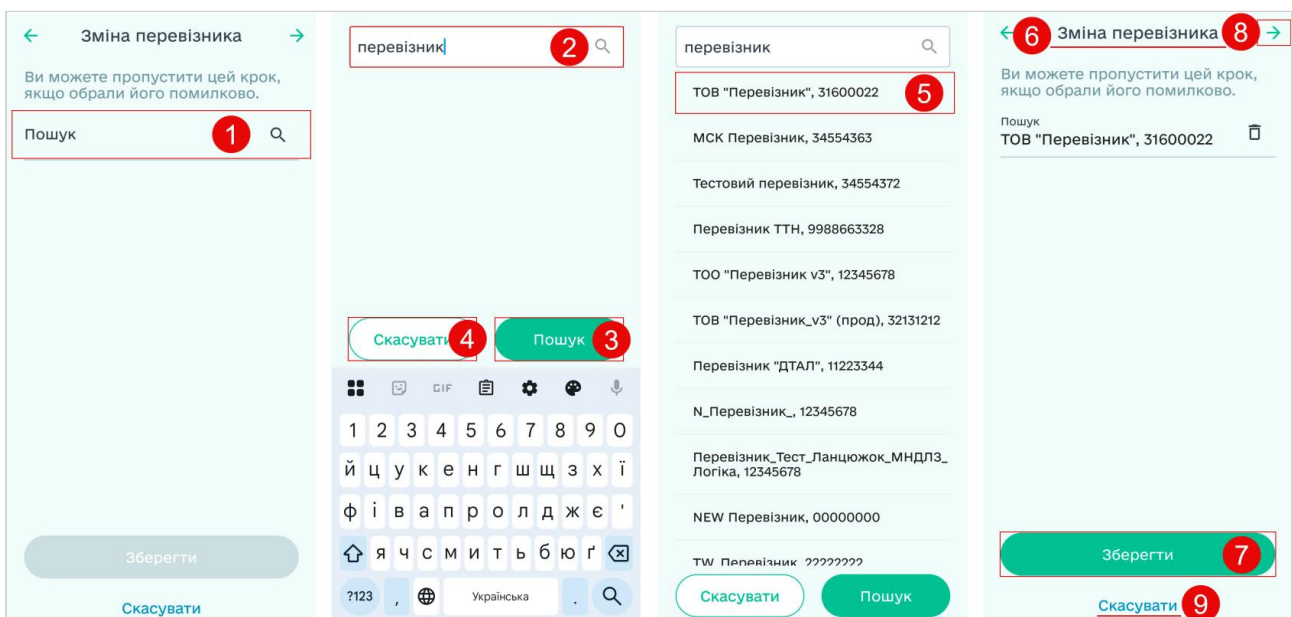 ← Зміна перевізника →
Ви можете пропустити цей крок,
якщо обрали його помилково.
Пошук 1
Зберегти
Скасувати
перевізник 2
Скасувати 4 Пошук 3
GIF
1 2 3 4 5 6 7 8 9 0
й ц у к е н г ш щ з х ї
ф і в а п р о л д ж є '
я ч с м и т ь б ю ґ
?123 , Українська .
перевізник
ТОВ "Перевізник", 31600022 5
МСК Перевізник, 34554363
Тестовий перевізник, 34554372
Перевізник ТТН, 9988663328
ТОО "Перевізник v3", 12345678
ТОВ "Перевізник_v3" (прод), 32131212
Перевізник "ДТАЛ", 11223344
N_Перевізник_, 12345678
Перевізник_Тест_Ланцюжок_МНДЛЗ_
Логіка, 12345678
NEW Перевізник, 00000000
TW Перевізник, 22222222
Скасувати Пошук
← 6 Зміна перевізника 8 →
Ви можете пропустити цей крок,
якщо обрали його помилково.
Пошук
ТОВ "Перевізник", 31600022
Зберегти 7
Скасувати 9